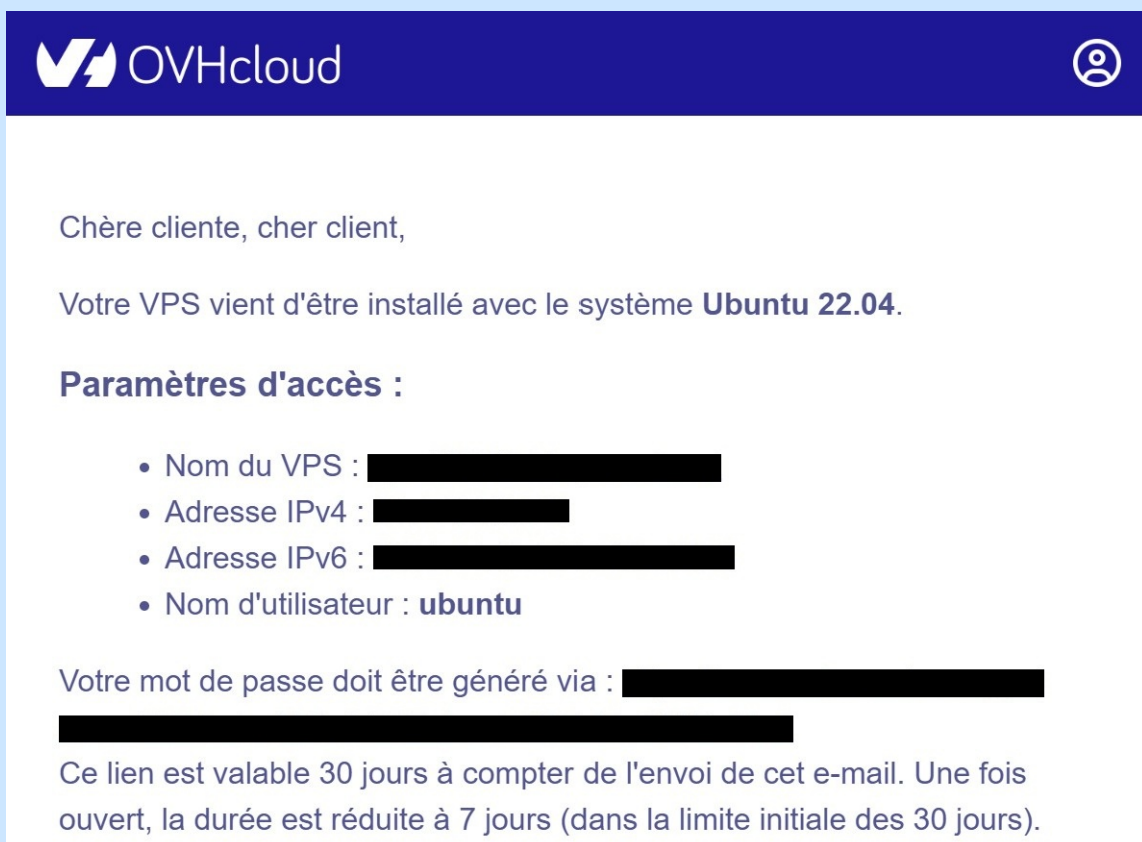 OVHcloud
Chère cliente, cher client,
Votre VPS vient d'être installé avec le système Ubuntu 22.04.
Paramètres d'accès :
• Nom du VPS :
• Adresse IPv4 :
• Adresse IPv6 :
• Nom d'utilisateur : ubuntu
Votre mot de passe doit être généré via :
Ce lien est valable 30 jours à compter de l'envoi de cet e-mail. Une fois
ouvert, la durée est réduite à 7 jours (dans la limite initiale des 30 jours).